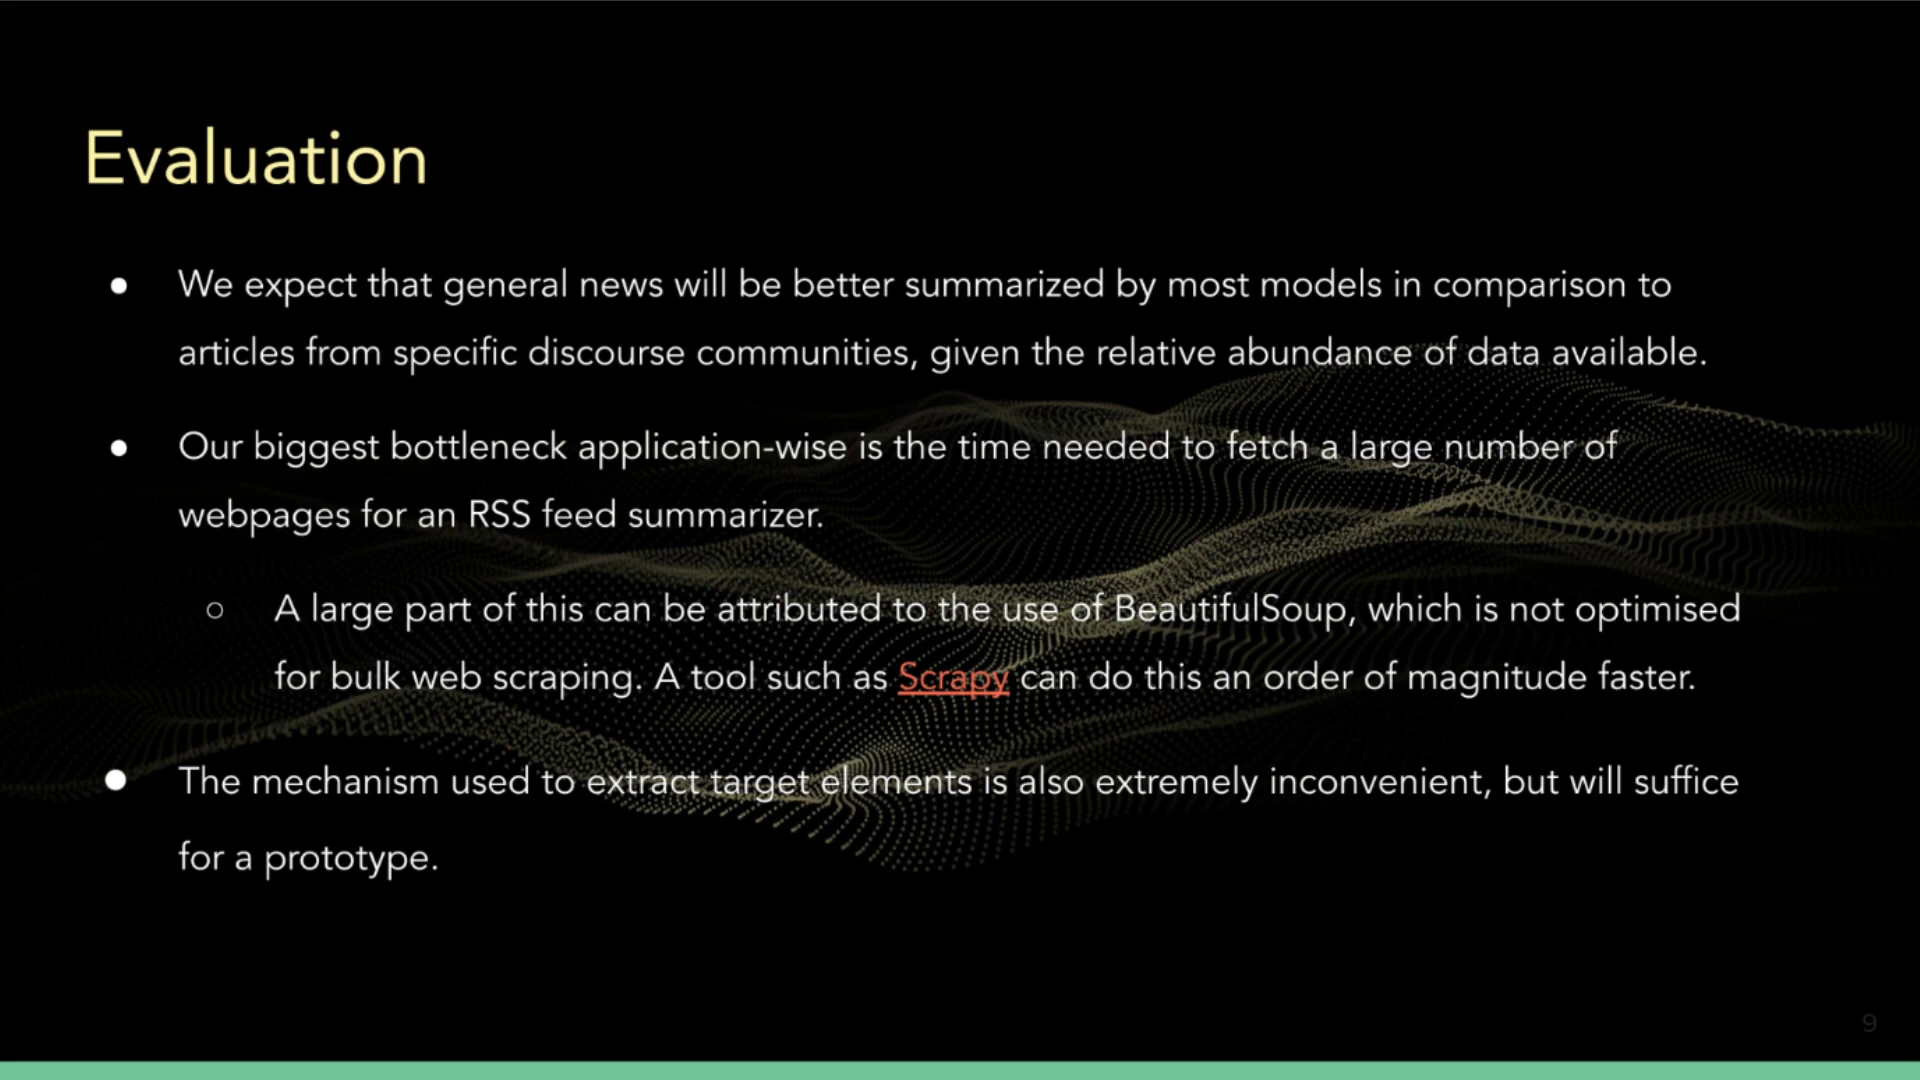 Evaluation
● We expect that general news will be better summarized by most models in comparison to
articles from specific discourse communities, given the relative abundance of data available.
● Our biggest bottleneck application-wise is the time needed to fetch a large number of
webpages for an RSS feed summarizer.
○ A large part of this can be attributed to the use of BeautifulSoup, which is not optimised
for bulk web scraping. A tool such as Scrapy can do this an order of magnitude faster.
● The mechanism used to extract target elements is also extremely inconvenient, but will suffice
for a prototype.
9